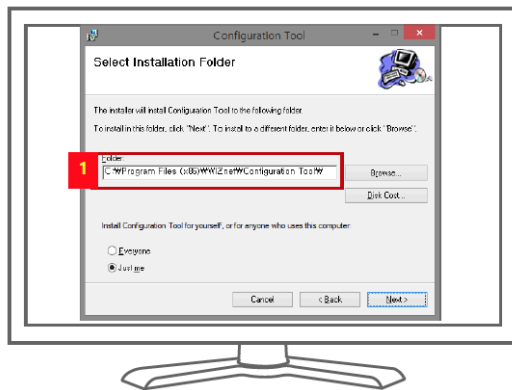 Configuration Tool
Select Installation Folder
The installer will install Configuration Tool to the following folder.
To install in this folder, click "Next". To install to a different folder, enter it below or click "Browse".
Folder:
1
C:₩Program Files (x86)₩WIZnet₩Configuration Tool₩
Browse...
Disk Cost...
Install Configuration Tool for yourself, or for anyone who uses this computer:
Everyone
Just me
Cancel
< Back
Next >